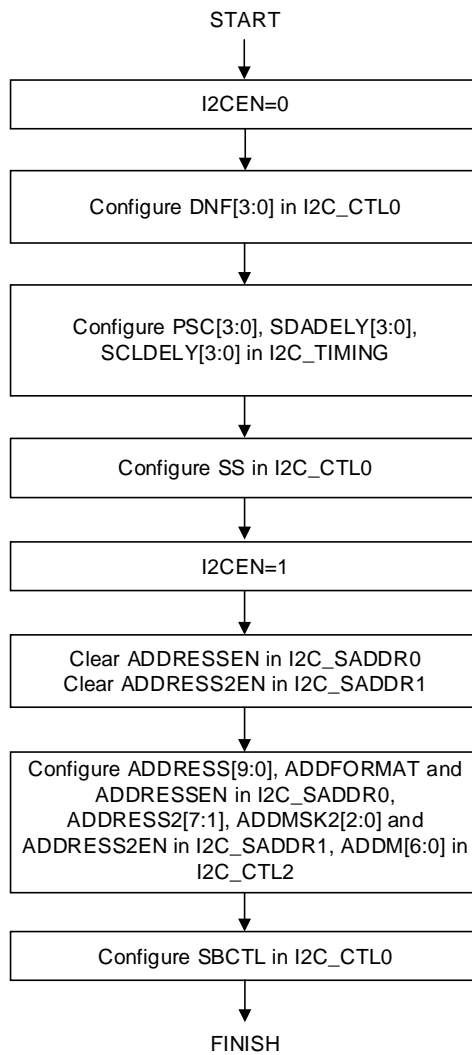 START
I2CEN=0
Configure DNF[3:0] in I2C_CTL0
Configure PSC[3:0], SDADELY[3:0],
SCLDELY[3:0] in I2C_TIMING
Configure SS in I2C_CTL0
I2CEN=1
Clear ADDRESSEN in I2C_SADDR0
Clear ADDRESS2EN in I2C_SADDR1
Configure ADDRESS[9:0], ADDFORMAT and
ADDRESSEN in I2C_SADDR0,
ADDRESS2[7:1], ADDMSK2[2:0] and
ADDRESS2EN in I2C_SADDR1, ADDM[6:0] in
I2C_CTL2
Configure SBCTL in I2C_CTL0
FINISH